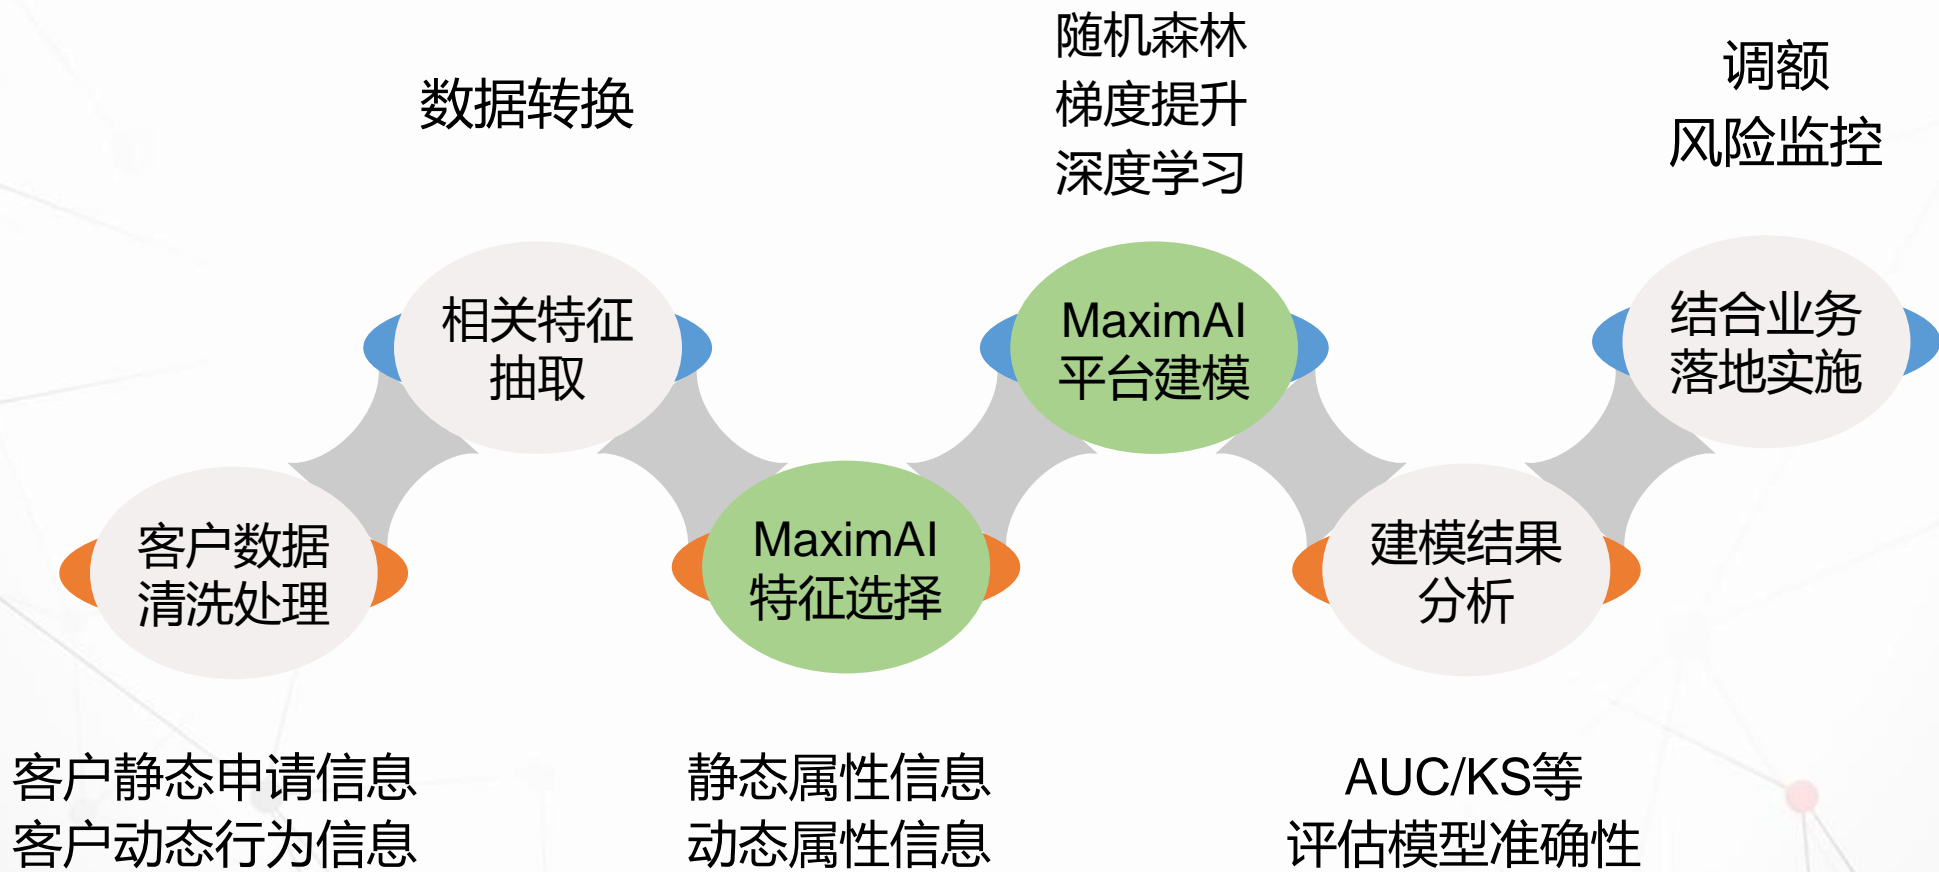 数据转换
随机森林
梯度提升
深度学习
调额
风险监控
相关特征
抽取
MaximAI
平台建模
结合业务
落地实施
客户数据
清洗处理
MaximAI
特征选择
建模结果
分析
客户静态申请信息
客户动态行为信息
静态属性信息
动态属性信息
AUC/KS等
评估模型准确性